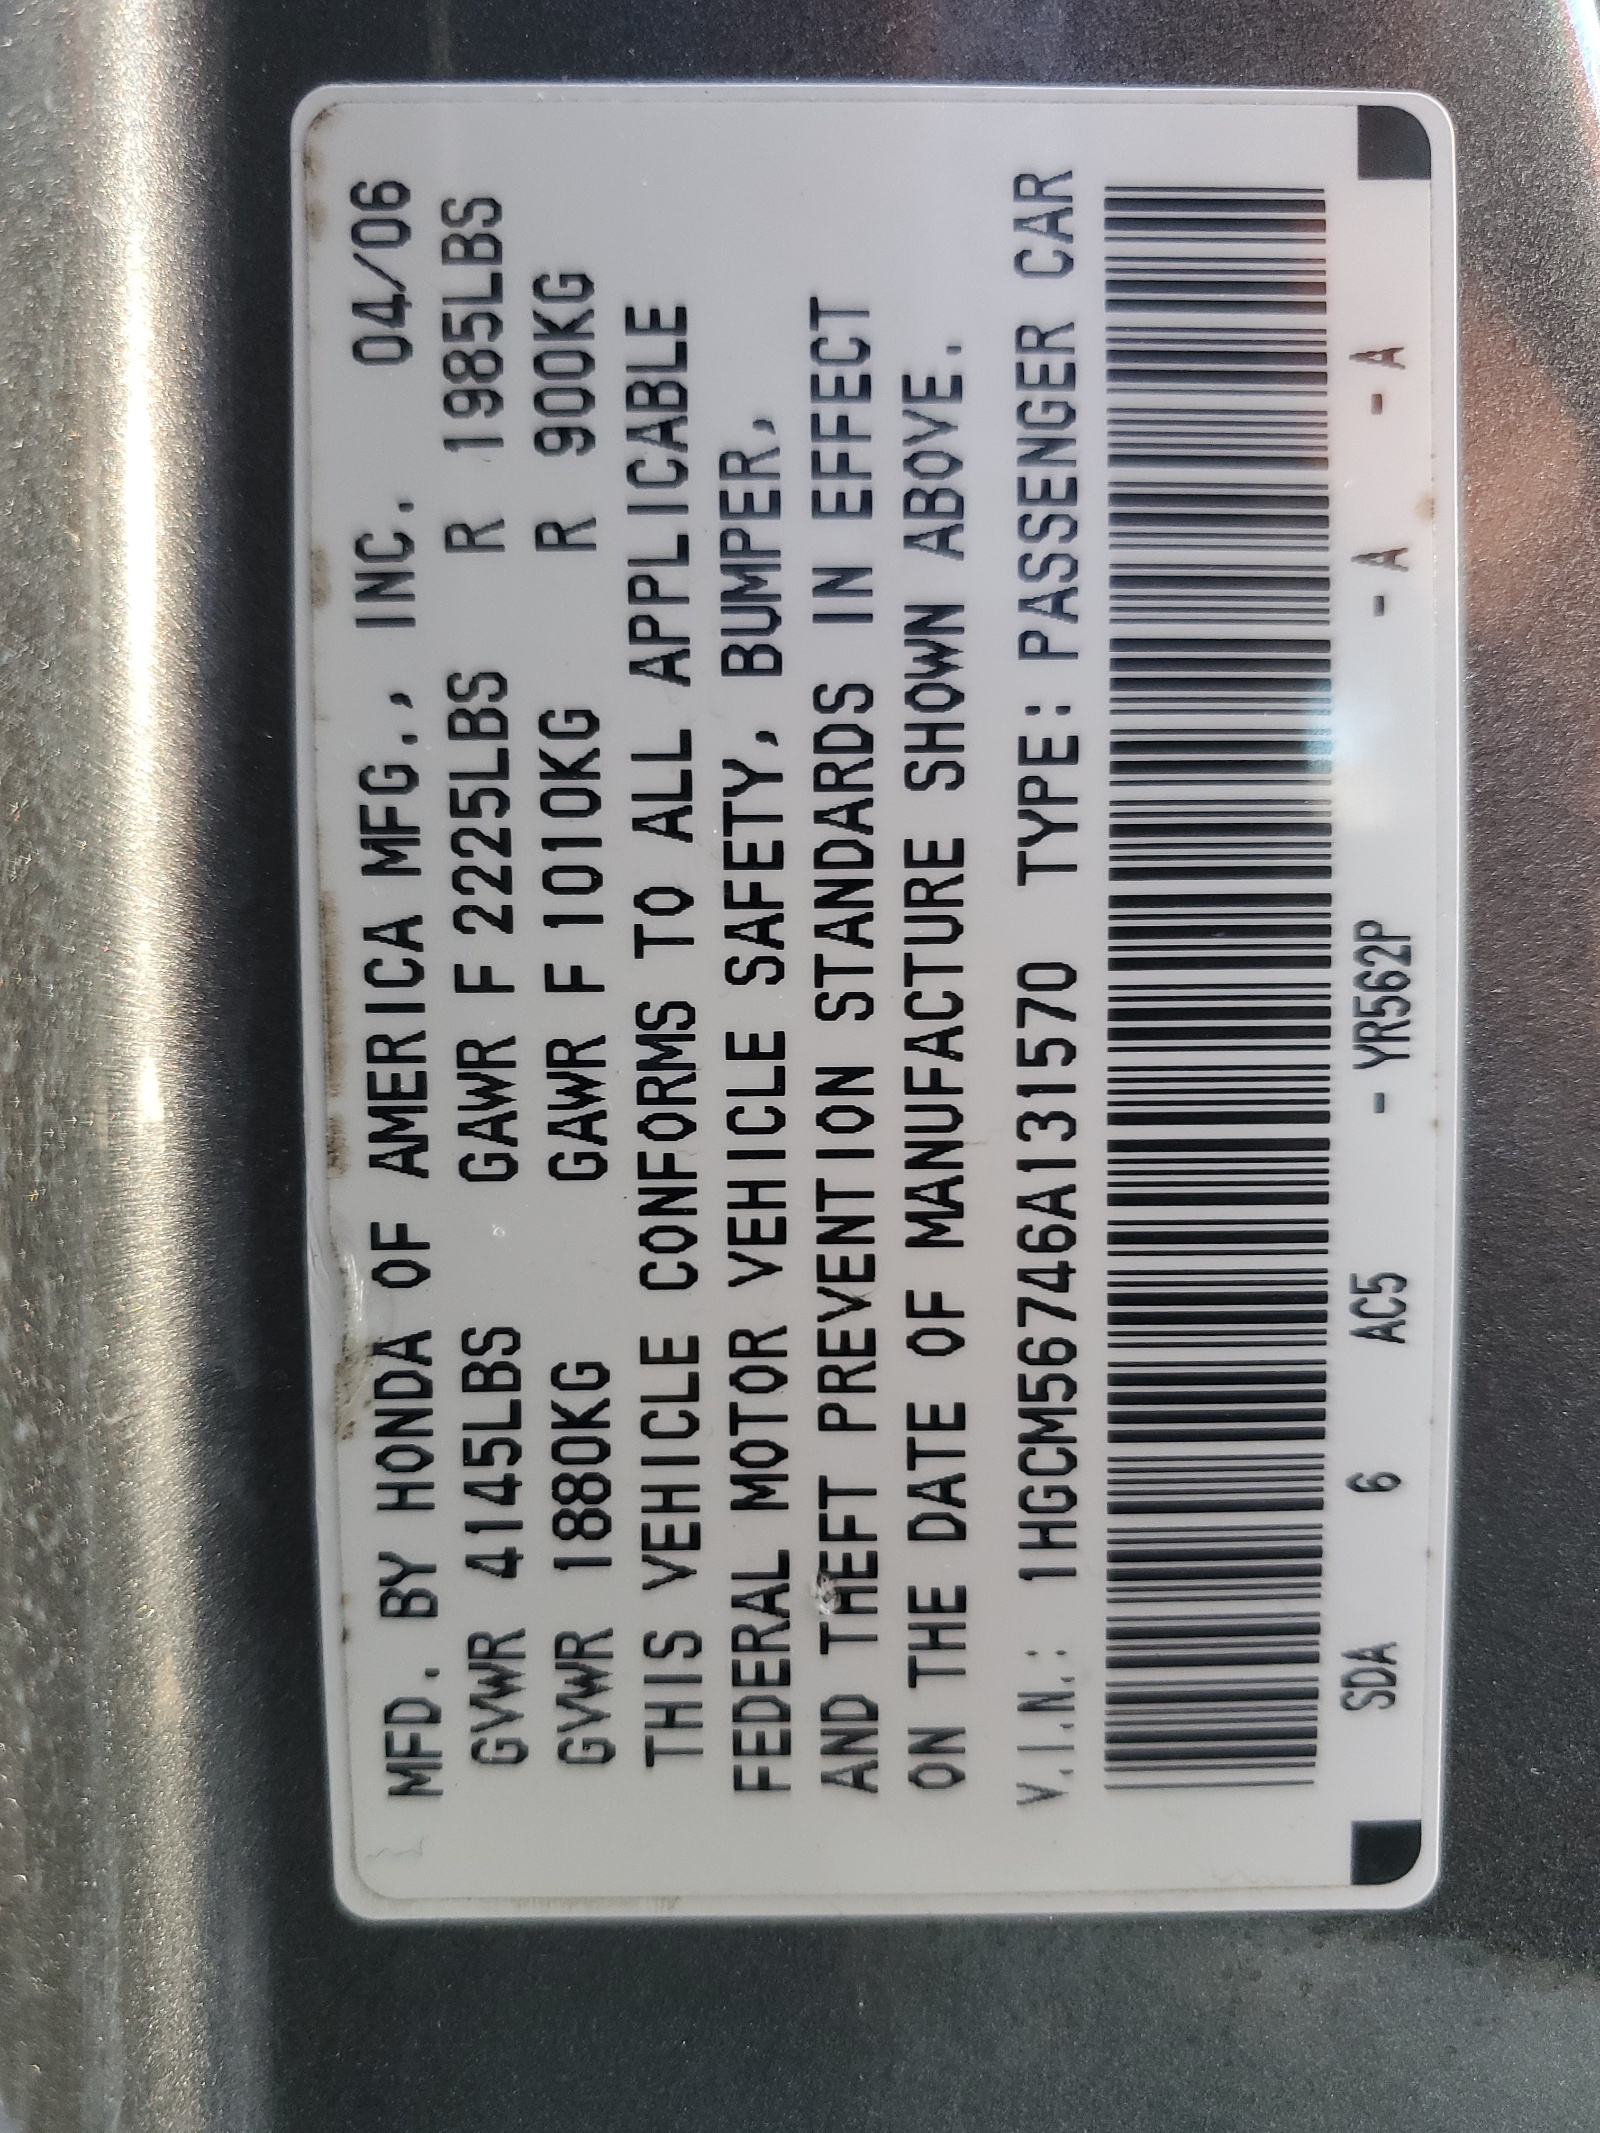 MFD. BY HONDA OF AMERICA MFG., INC. 04/06
GVWR 4145LBS GAWR F 2225LBS R 1985LBS
GVWR 1880KG GAWR F 1010KG R 900KG
THIS VEHICLE CONFORMS TO ALL APPLICABLE
FEDERAL MOTOR VEHICLE SAFETY, BUMPER,
AND THEFT PREVENTION STANDARDS IN EFFECT
ON THE DATE OF MANUFACTURE SHOWN ABOVE.
V.I.N.: 1HGCM56746A131570 TYPE: PASSENGER CAR
SDA 6 AC5 - YR562P - A - A